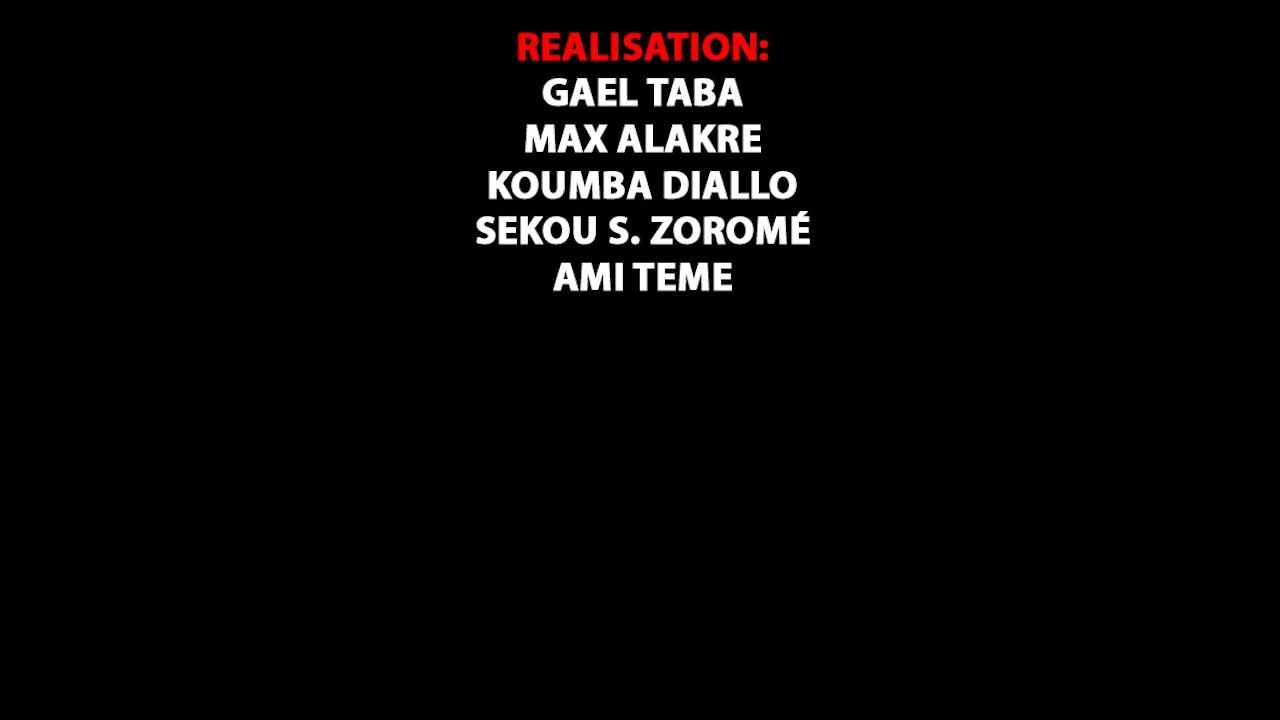 REALISATION:
GAEL TABA
MAX ALAKRE
KOUMBA DIALLO
SEKOU S. ZOROMÉ
AMI TEME